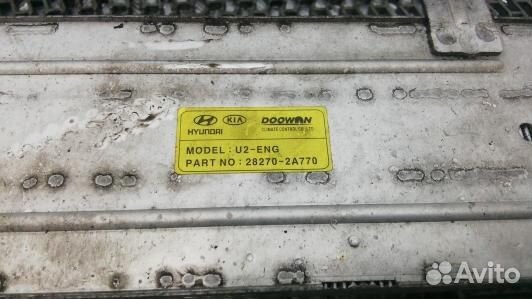 HYUNDAI KIA DOOWON
CLIMATE CONTROL CO., LTD
MODEL : U2-ENG
PART NO : 28270-2A770
Avito